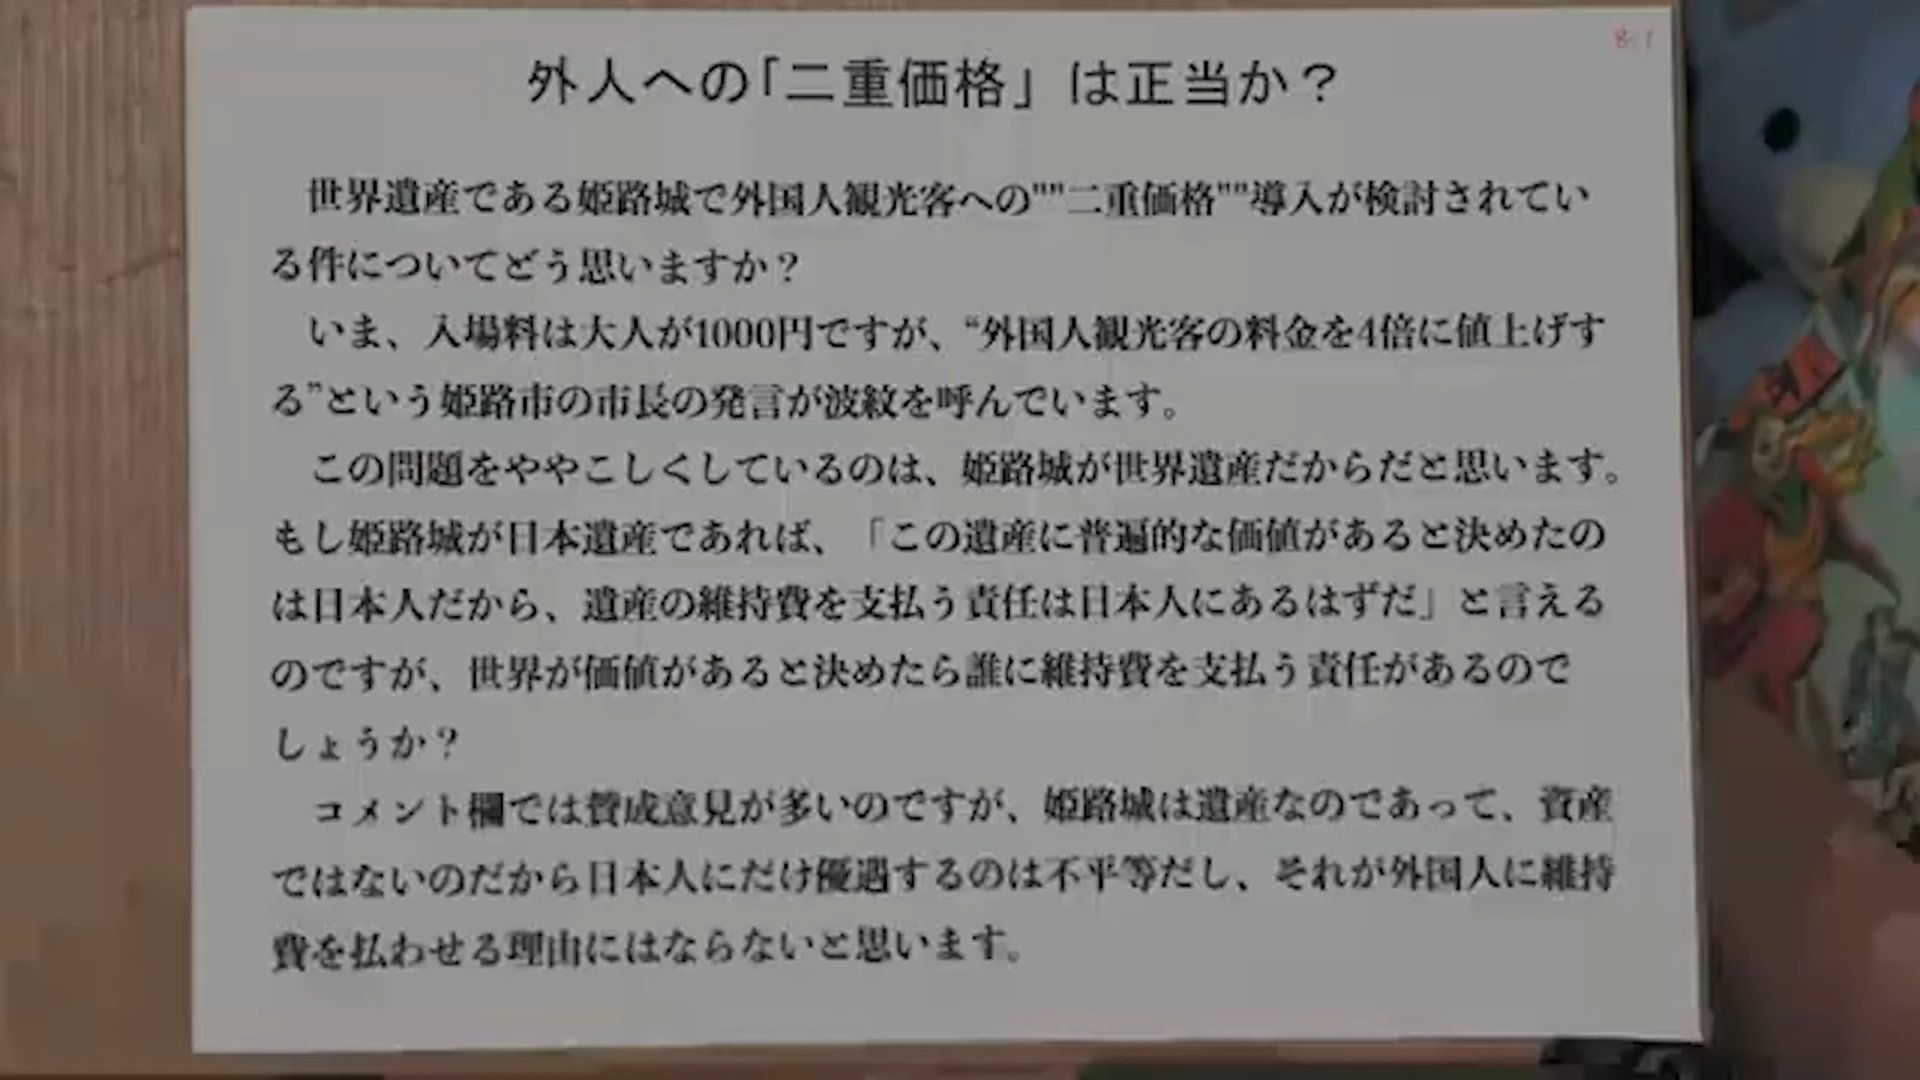 8-1
外人への「二重価格」は正当か？
世界遺産である姫路城で外国人観光客への""二重価格""導入が検討されてい
る件についてどう思いますか？
いま、入場料は大人が1000円ですが、“外国人観光客の料金を4倍に値上げす
る”という姫路市の市長の発言が波紋を呼んでいます。
この問題をややこしくしているのは、姫路城が世界遺産だからだと思います。
もし姫路城が日本遺産であれば、「この遺産に普遍的な価値があると決めたの
は日本人だから、遺産の維持費を支払う責任は日本人にあるはずだ」と言える
のですが、世界が価値があると決めたら誰に維持費を支払う責任があるので
しょうか？
コメント欄では賛成意見が多いのですが、姫路城は遺産なのであって、資産
ではないのだから日本人にだけ優遇するのは不平等だし、それが外国人に維持
費を払わせる理由にはならないと思います。